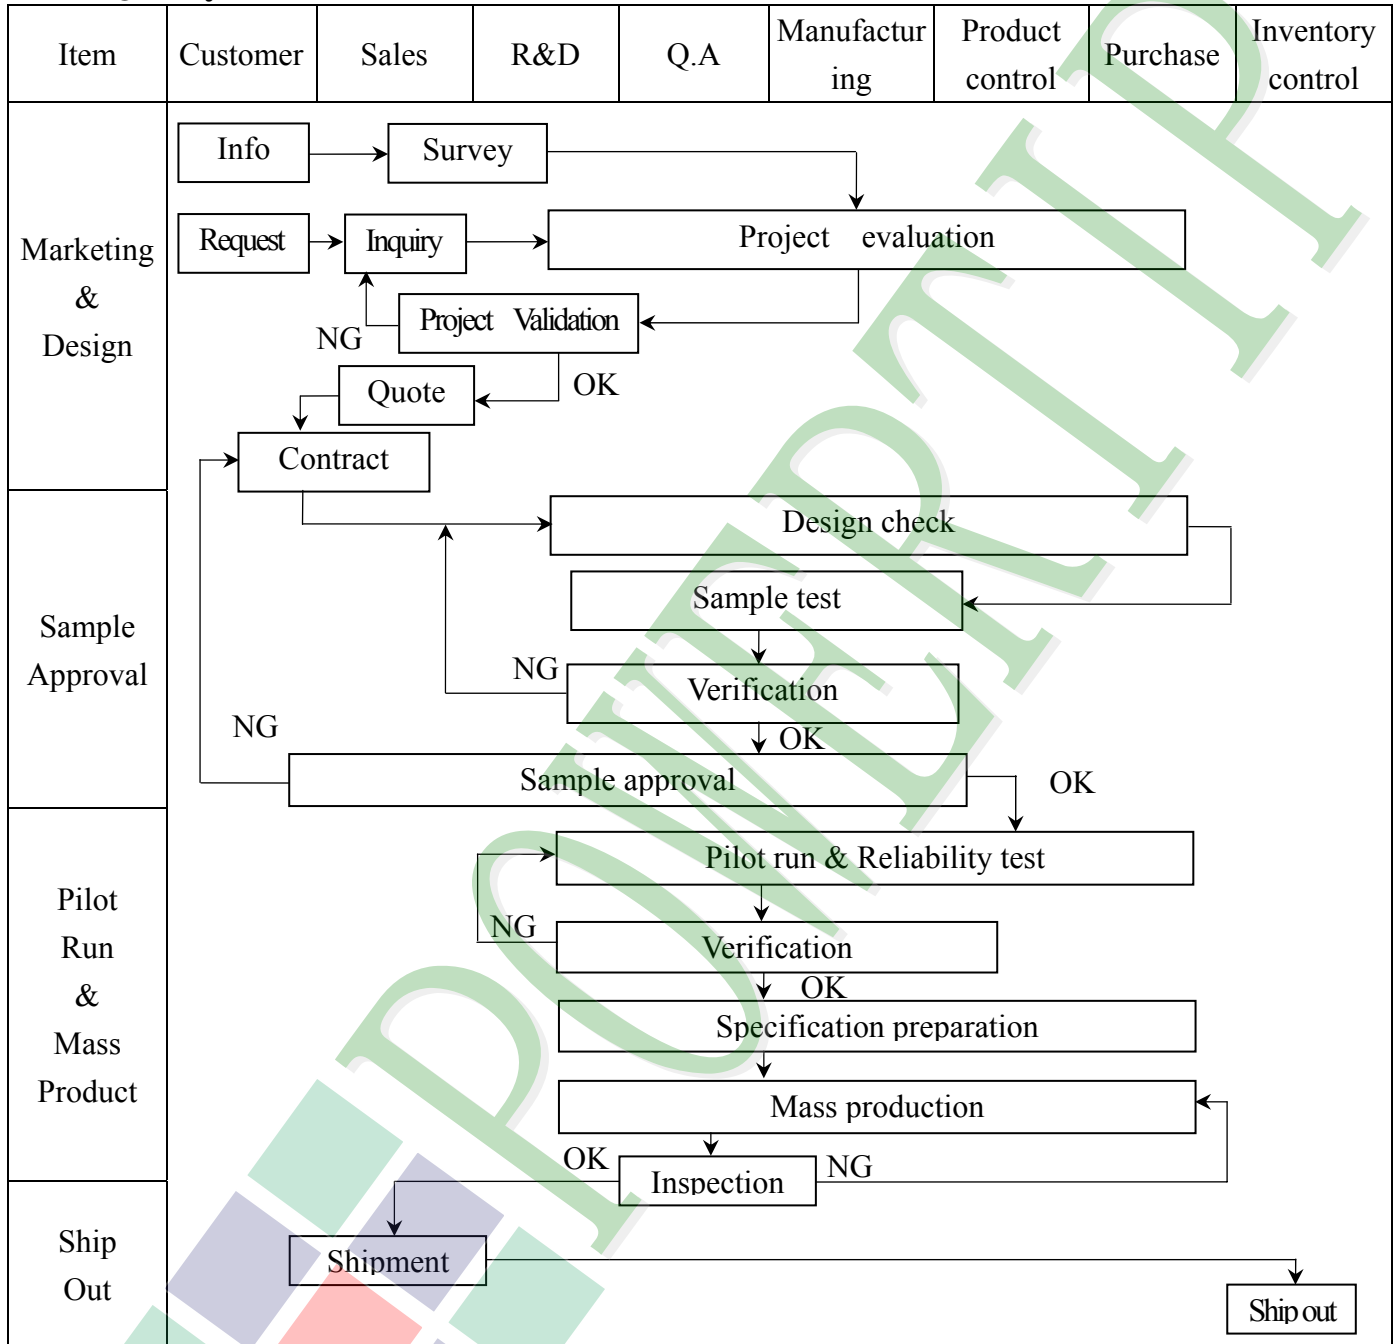 Item
Customer
Sales
R&D
Q.A
Manufactur
ing
Product
control
Purchase
Inventory
control
Marketing
&
Design
Info
Survey
Request
Inquiry
Project evaluation
NG
Project Validation
Quote
OK
Contract
Sample
Approval
Design check
Sample test
NG
Verification
NG
OK
Sample approval
OK
Pilot
Run
&
Mass
Product
Pilot run & Reliability test
NG
Verification
OK
Specification preparation
Mass production
OK
Inspection
NG
Ship
Out
Shipment
Ship out
POWERTIP